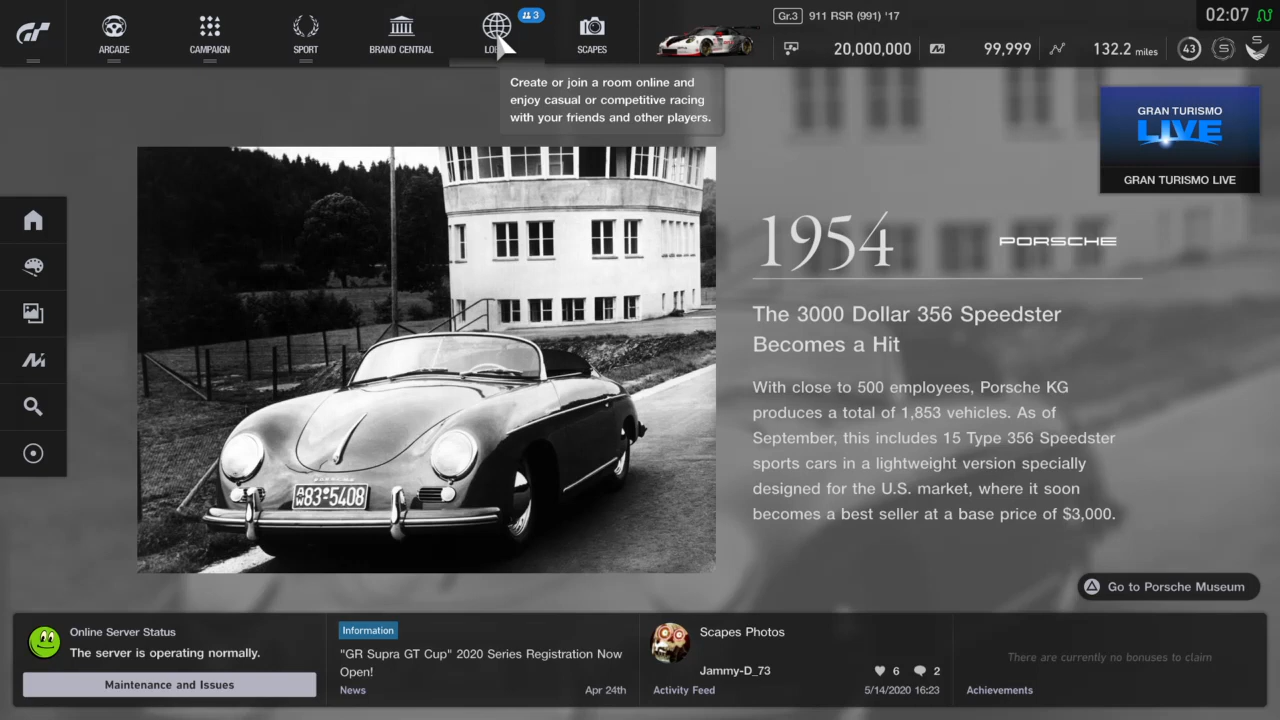 ARCADE
CAMPAIGN
SPORT
BRAND CENTRAL
3
SCAPES
Gr.3 911 RSR (991) '17
20,000,000
99,999
132.2 miles
43
S
S
02:07
Create or join a room online and
enjoy casual or competitive racing
with your friends and other players.
GRAN TURISMO
LIVE
GRAN TURISMO LIVE
1954
PORSCHE
The 3000 Dollar 356 Speedster
Becomes a Hit
With close to 500 employees, Porsche KG
produces a total of 1,853 vehicles. As of
September, this includes 15 Type 356 Speedster
sports cars in a lightweight version specially
designed for the U.S. market, where it soon
becomes a best seller at a base price of $3,000.
83-5408
Go to Porsche Museum
Online Server Status
The server is operating normally.
Maintenance and Issues
Information
"GR Supra GT Cup" 2020 Series Registration Now
Open!
News
Apr 24th
Scapes Photos
Jammy-D_73
6
2
Activity Feed
5/14/2020 16:23
There are currently no bonuses to claim
Achievements